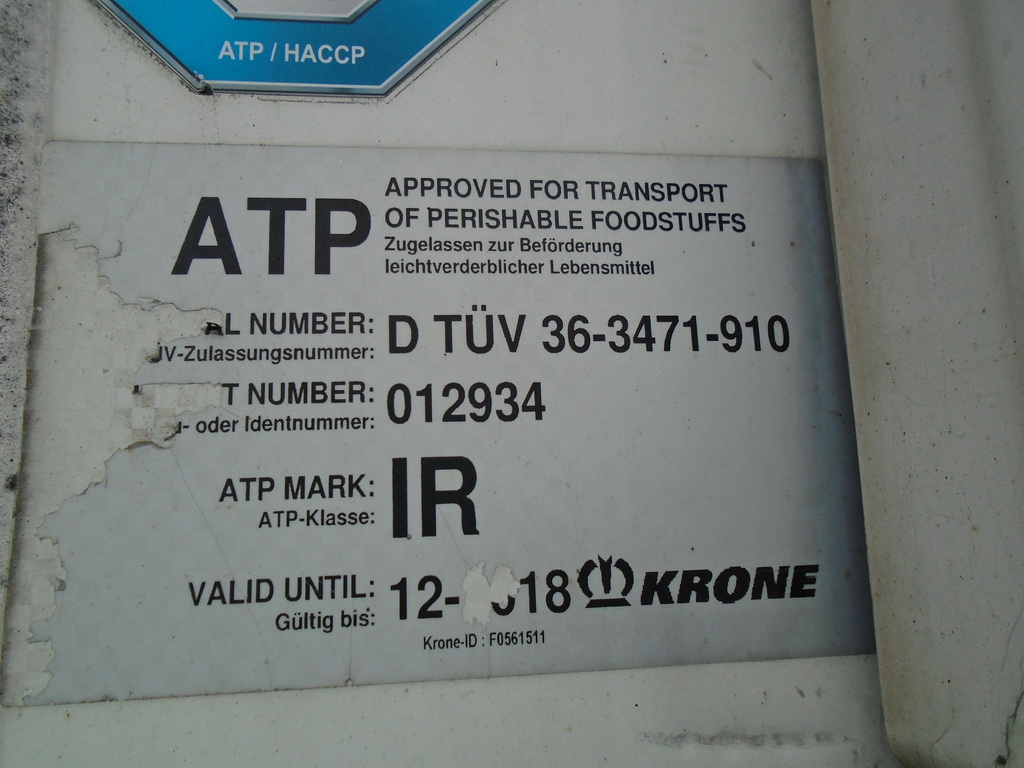 ATP / HACCP
ATP
APPROVED FOR TRANSPORT
OF PERISHABLE FOODSTUFFS
Zugelassen zur Beförderung
leichtverderblicher Lebensmittel
NUMBER: D TÜV 36-3471-910
-Zulassungsnummer:
NUMBER: 012934
oder Identnummer:
ATP MARK: IR
ATP-Klasse:
VALID UNTIL: 12- 18 KRONE
Gültig bis:
Krone-ID : F0561511